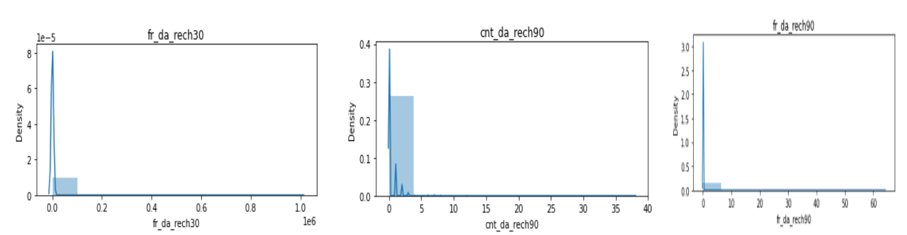 fr_da_rech30
1e-5
8
6
4
2
0
Density
0.0 0.2 0.4 0.6 0.8 1.0
1e6
fr_da_rech30
cnt_da_rech90
0.4
0.3
0.2
0.1
0.0
Density
0 5 10 15 20 25 30 35 40
cnt_da_rech90
fr_da_rech90
3.0
2.5
2.0
1.5
1.0
0.5
0.0
Density
0 10 20 30 40 50 60
fr_da_rech90